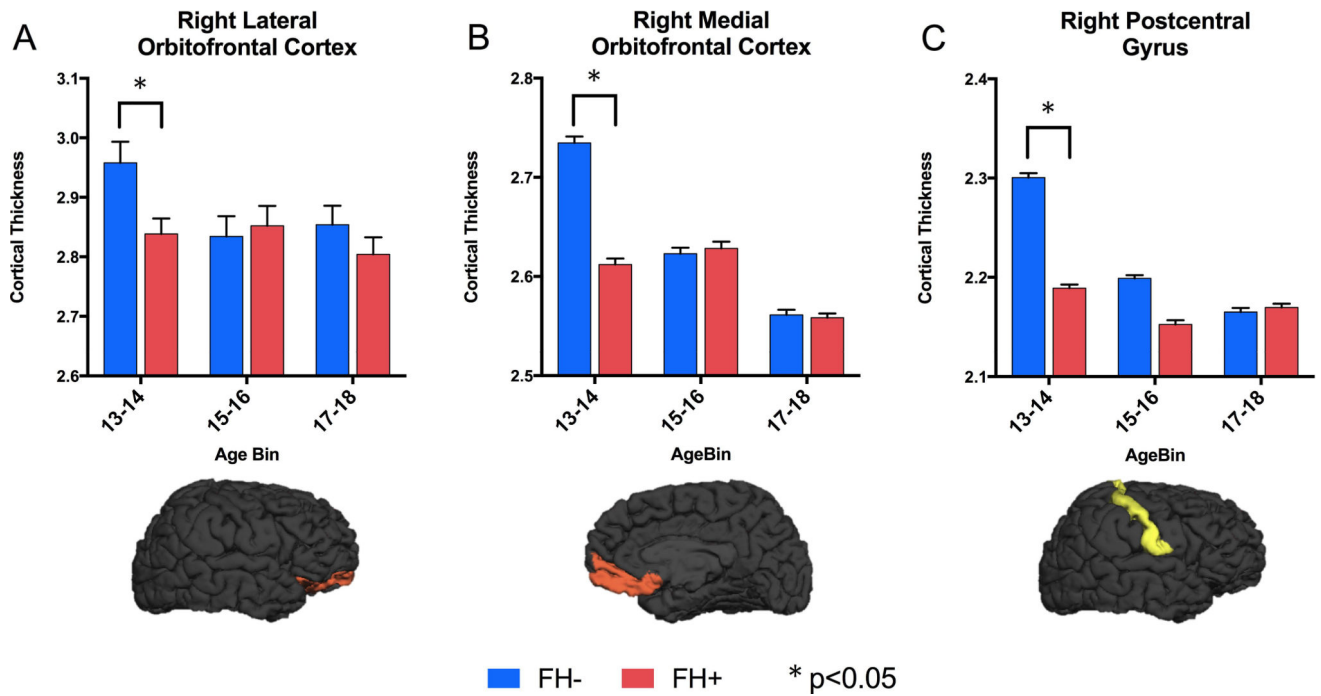 A
Right Lateral
Orbitofrontal Cortex
Cortical Thickness
3.1
3.0
2.9
2.8
2.7
2.6
*
13-14
15-16
17-18
Age Bin
B
Right Medial
Orbitofrontal Cortex
Cortical Thickness
2.8
2.7
2.6
2.5
*
13-14
15-16
17-18
AgeBin
C
Right Postcentral
Gyrus
Cortical Thickness
2.4
2.3
2.2
2.1
*
13-14
15-16
17-18
AgeBin
FH- FH+ * p<0.05